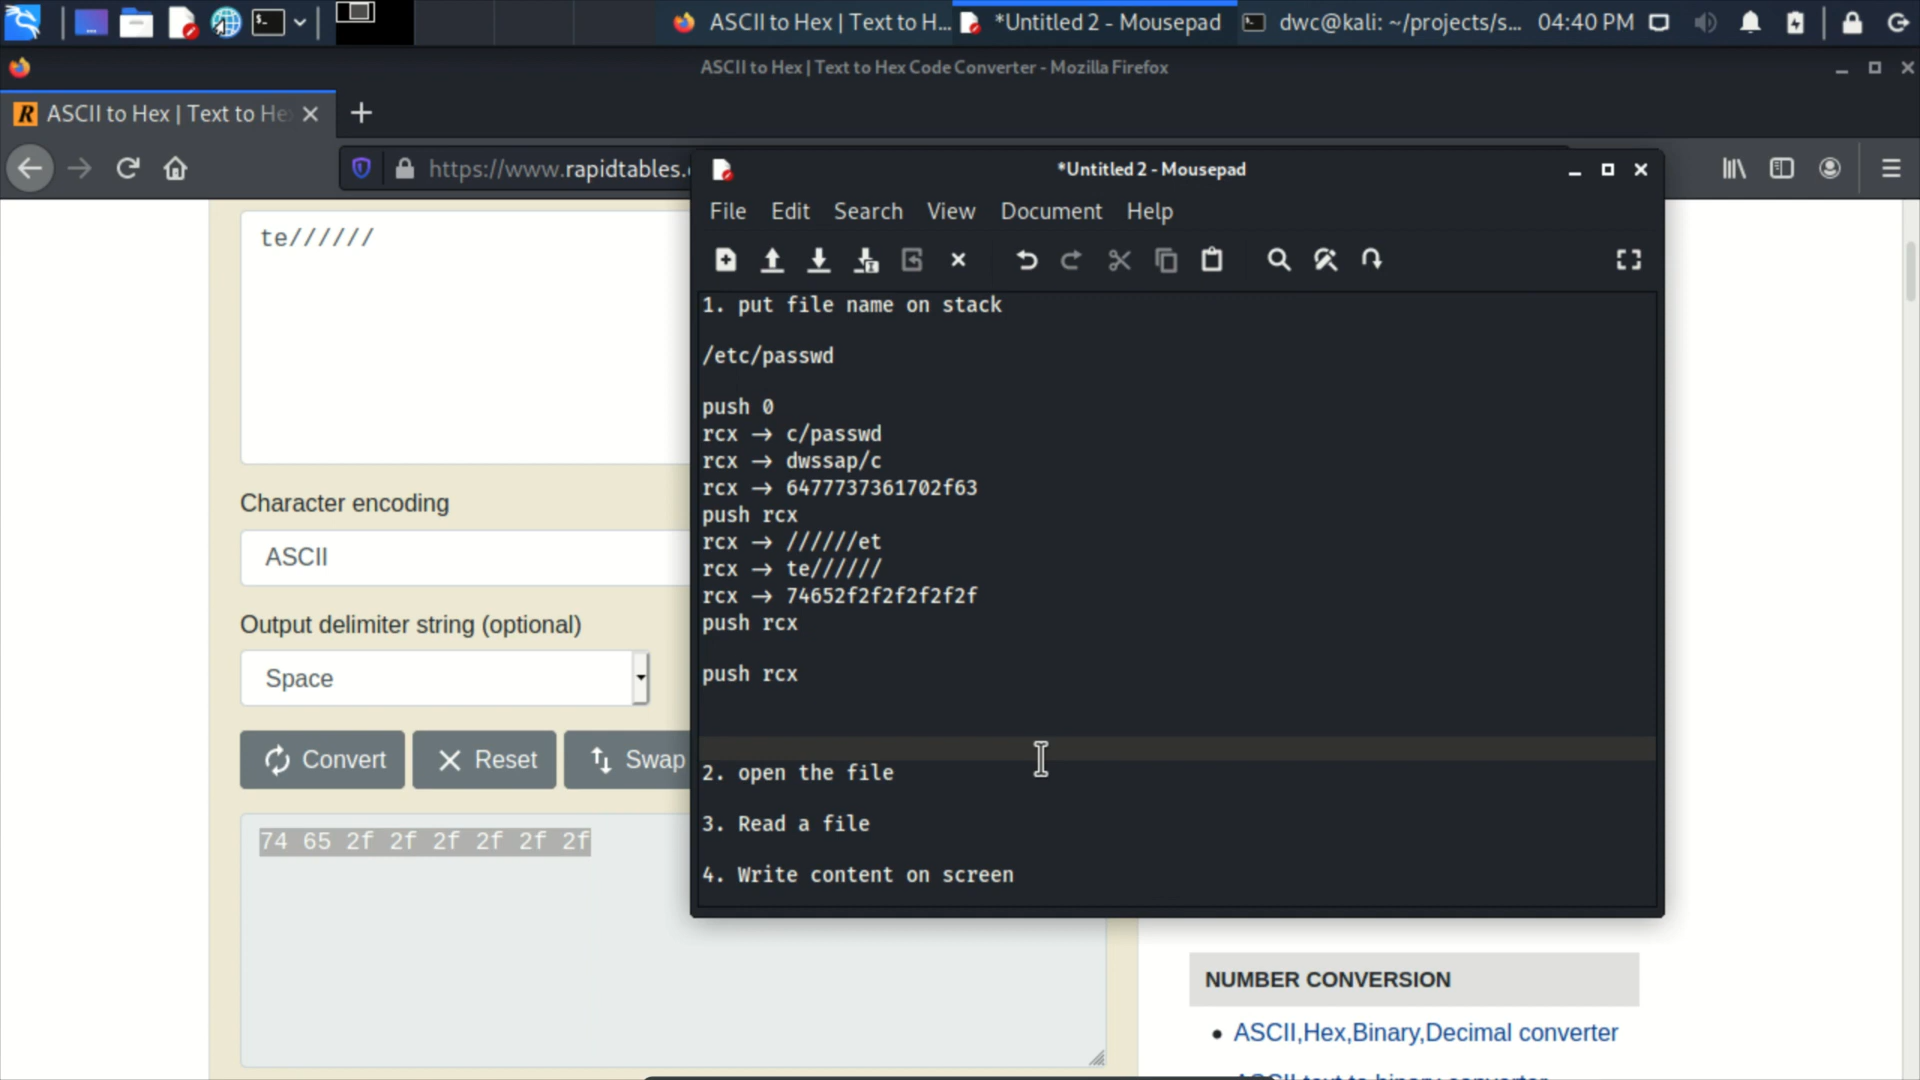 ASCII to Hex | Text to H...
*Untitled 2 - Mousepad
dwc@kali: ~/projects/s...
04:40 PM
ASCII to Hex | Text to Hex Code Converter - Mozilla Firefox
ASCII to Hex | Text to He
https://www.rapidtables.
te//////
Character encoding
ASCII
Output delimiter string (optional)
Space
Convert
Reset
Swap
74 65 2f 2f 2f 2f 2f 2f
*Untitled 2 - Mousepad
File Edit Search View Document Help
1. put file name on stack
/etc/passwd
push 0
rcx → c/passwd
rcx → dwssap/c
rcx → 6477737361702f63
push rcx
rcx → //////et
rcx → te//////
rcx → 74652f2f2f2f2f2f
push rcx
push rcx
2. open the file
3. Read a file
4. Write content on screen
NUMBER CONVERSION
• ASCII,Hex,Binary,Decimal converter
ASCII text to binary converter